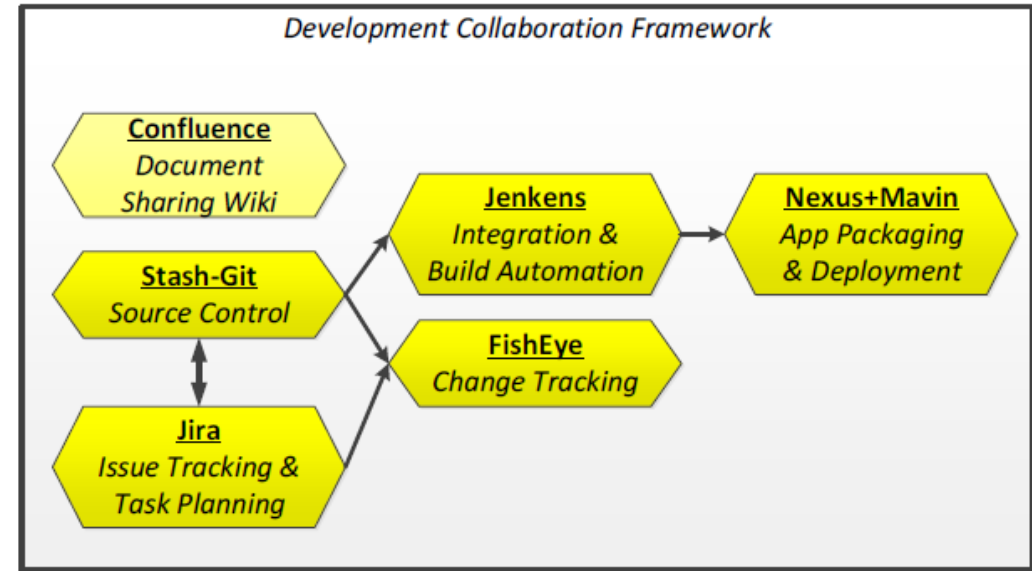 Development Collaboration Framework
Confluence
Document
Sharing Wiki
Stash-Git
Source Control
Jira
Issue Tracking &
Task Planning
Jenkens
Integration &
Build Automation
FishEye
Change Tracking
Nexus+Mavin
App Packaging
& Deployment